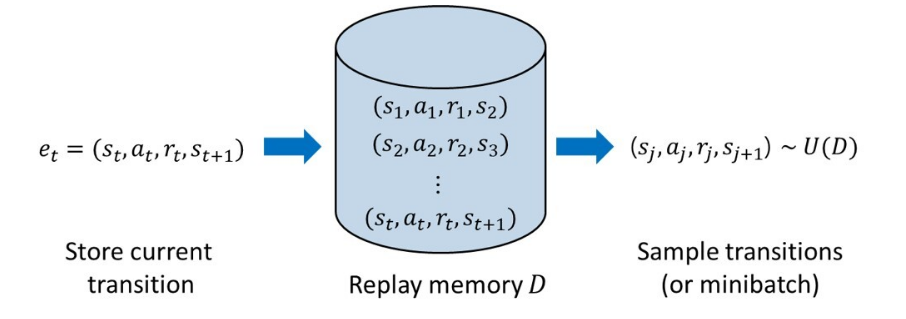 e_t = (s_t, a_t, r_t, s_{t+1})
Store current
transition
(s_1, a_1, r_1, s_2)
(s_2, a_2, r_2, s_3)
⋮
(s_t, a_t, r_t, s_{t+1})
Replay memory D
(s_j, a_j, r_j, s_{j+1}) ~ U(D)
Sample transitions
(or minibatch)